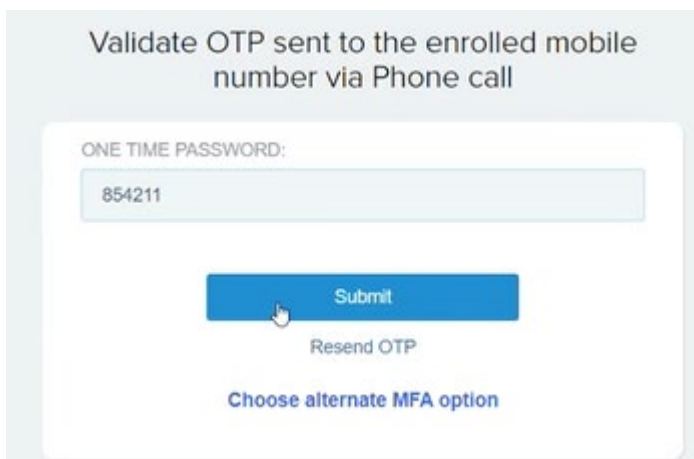 Validate OTP sent to the enrolled mobile
number via Phone call
ONE TIME PASSWORD:
854211
Submit
Resend OTP
Choose alternate MFA option